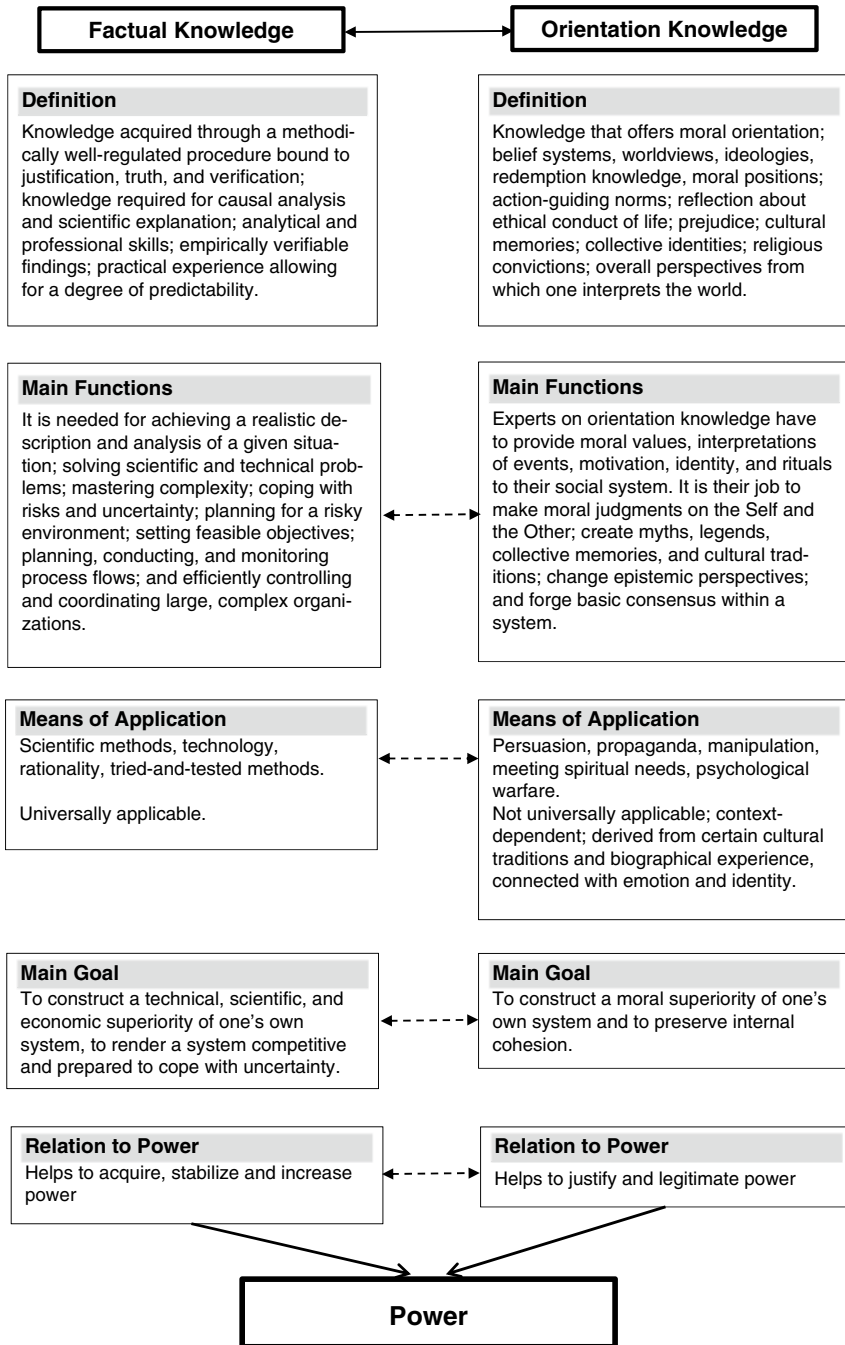 Factual Knowledge
Orientation Knowledge
Definition
Knowledge acquired through a methodi-
cally well-regulated procedure bound to
justification, truth, and verification;
knowledge required for causal analysis
and scientific explanation; analytical and
professional skills; empirically verifiable
findings; practical experience allowing
for a degree of predictability.
Definition
Knowledge that offers moral orientation;
belief systems, worldviews, ideologies,
redemption knowledge, moral positions;
action-guiding norms; reflection about
ethical conduct of life; prejudice; cultural
memories; collective identities; religious
convictions; overall perspectives from
which one interprets the world.
Main Functions
It is needed for achieving a realistic de-
scription and analysis of a given situa-
tion; solving scientific and technical prob-
lems; mastering complexity; coping with
risks and uncertainty; planning for a risky
environment; setting feasible objectives;
planning, conducting, and monitoring
process flows; and efficiently controlling
and coordinating large, complex organi-
zations.
Main Functions
Experts on orientation knowledge have
to provide moral values, interpretations
of events, motivation, identity, and rituals
to their social system. It is their job to
make moral judgments on the Self and
the Other; create myths, legends,
collective memories, and cultural trad-
itions; change epistemic perspectives;
and forge basic consensus within a
system.
Means of Application
Scientific methods, technology,
rationality, tried-and-tested methods.
Universally applicable.
Means of Application
Persuasion, propaganda, manipulation,
meeting spiritual needs, psychological
warfare.
Not universally applicable; context-
dependent; derived from certain cultural
traditions and biographical experience,
connected with emotion and identity.
Main Goal
To construct a technical, scientific, and
economic superiority of one's own
system, to render a system competitive
and prepared to cope with uncertainty.
Main Goal
To construct a moral superiority of one's
own system and to preserve internal
cohesion.
Relation to Power
Helps to acquire, stabilize and increase
power
Relation to Power
Helps to justify and legitimate power
Power